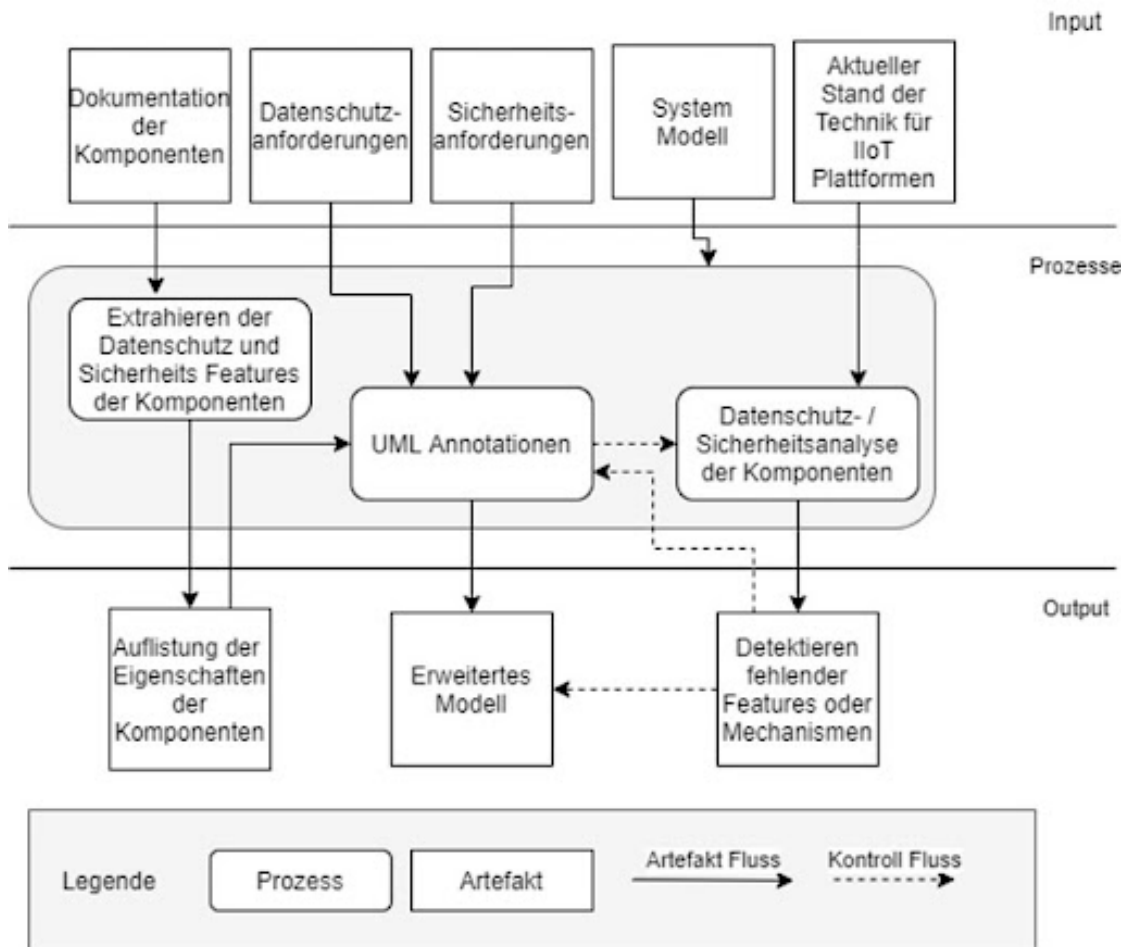 Input
Dokumentation
der
Komponenten
Datenschutz-
anforderungen
Sicherheits-
anforderungen
System
Modell
Aktueller
Stand der
Technik für
IIoT
Plattformen
Prozesse
Extrahieren der
Datenschutz und
Sicherheits Features
der Komponenten
UML Annotationen
Datenschutz- /
Sicherheitsanalyse
der Komponenten
Output
Auflistung der
Eigenschaften
der
Komponenten
Erweitertes
Modell
Detektieren
fehlender
Features oder
Mechanismen
Legende
Prozess
Artefakt
Artefakt Fluss
Kontroll Fluss